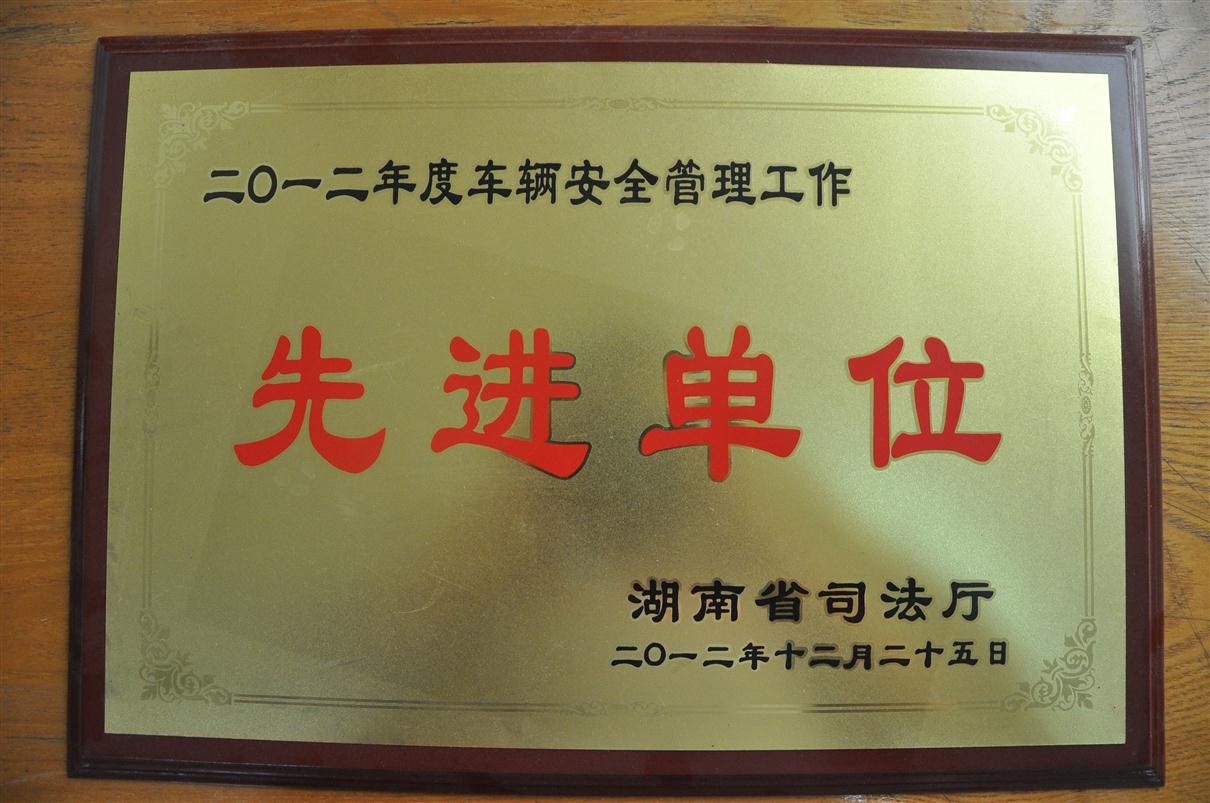 二〇一二年度车辆安全管理工作
先进单位
湖南省司法厅
二〇一二年十二月二十五日